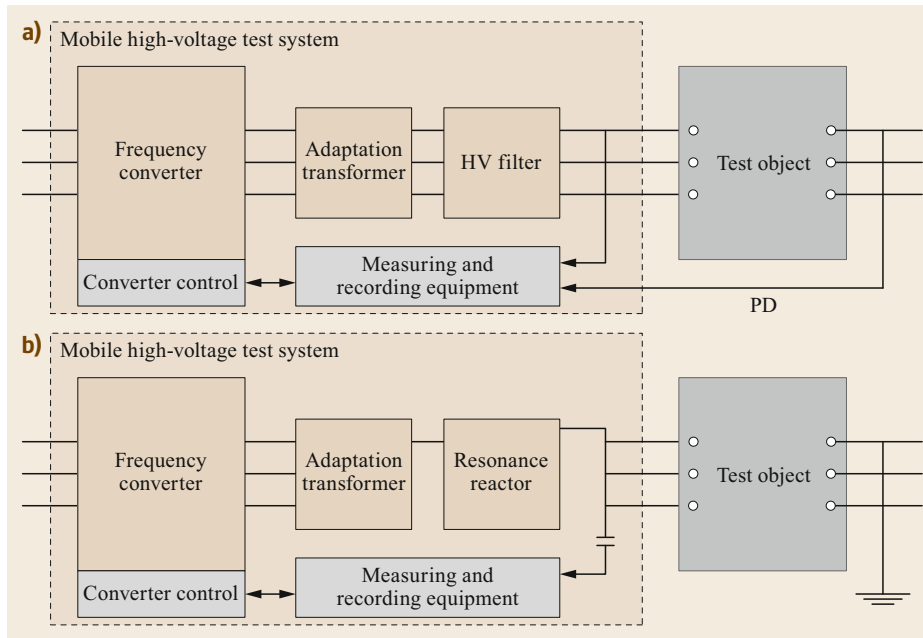 a)
Mobile high-voltage test system
Frequency
converter
Adaptation
transformer
HV filter
Test object
Converter control
Measuring and
recording equipment
PD
b)
Mobile high-voltage test system
Frequency
converter
Adaptation
transformer
Resonance
reactor
Test object
Converter control
Measuring and
recording equipment